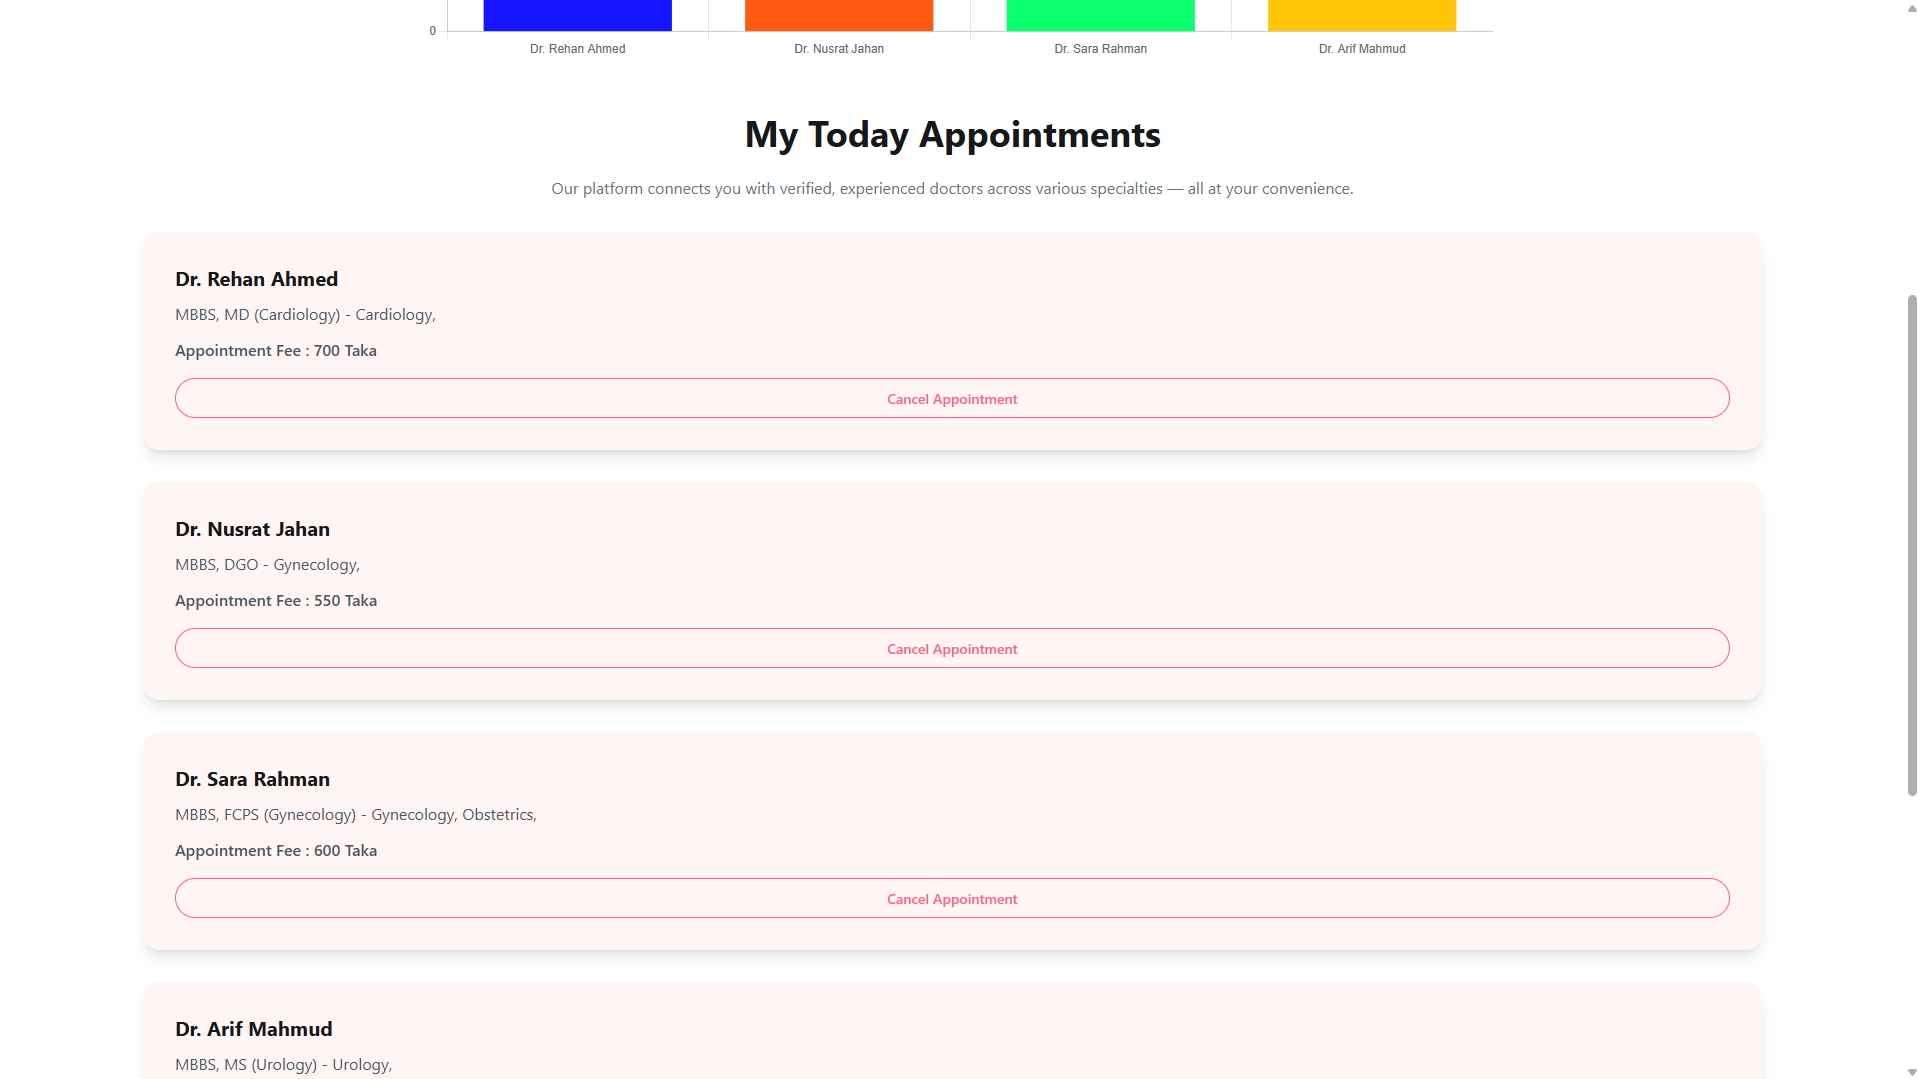 0
Dr. Rehan Ahmed Dr. Nusrat Jahan Dr. Sara Rahman Dr. Arif Mahmud
My Today Appointments
Our platform connects you with verified, experienced doctors across various specialties — all at your convenience.
Dr. Rehan Ahmed
MBBS, MD (Cardiology) - Cardiology,
Appointment Fee : 700 Taka
Cancel Appointment
Dr. Nusrat Jahan
MBBS, DGO - Gynecology,
Appointment Fee : 550 Taka
Cancel Appointment
Dr. Sara Rahman
MBBS, FCPS (Gynecology) - Gynecology, Obstetrics,
Appointment Fee : 600 Taka
Cancel Appointment
Dr. Arif Mahmud
MBBS, MS (Urology) - Urology,